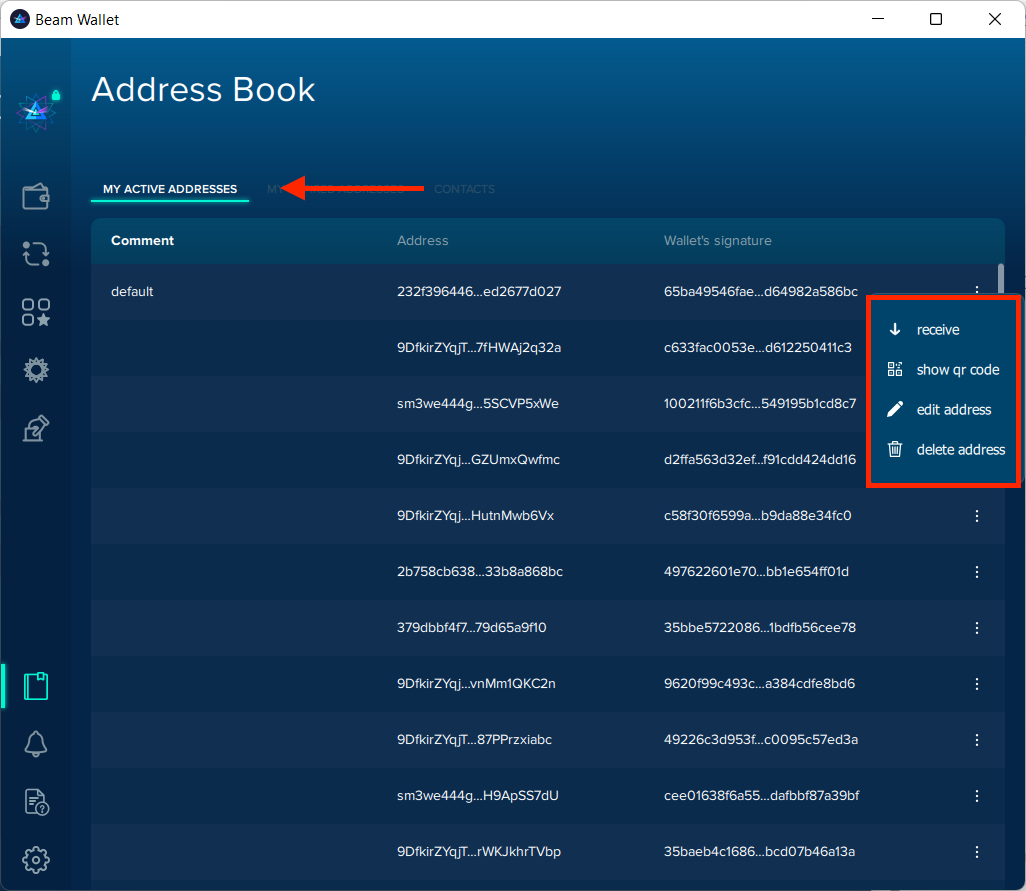 Beam Wallet
Address Book
MY ACTIVE ADDRESSES CONTACTS
Comment Address Wallet's signature
default 232f396446...ed2677d027 65ba49546fae...d64982a586bc
9DfkirZYqjT...7fHWAj2q32a c633fac0053e...d612250411c3
sm3we444g...5SCVP5xWe 100211f6b3cfc...549195b1cd8c7
9DfkirZYqj...GZUmxQwfmc d2ffa563d32ef...f91cdd424dd16
9DfkirZYqj...HutnMwb6Vx c58f30f6599a...b9da88e34fc0
2b758cb638...33b8a868bc 497622601e70...bb1e654ff01d
379dbbf4f7...79d65a9f10 35bbe5722086...1bdfb56cee78
9DfkirZYqj...vnMm1QKC2n 9620f99c493c...a384cdfe8bd6
9DfkirZYqjT...87PPrzxiabc 49226c3d953f...c0095c57ed3a
sm3we444g...H9ApSS7dU cee01638f6a55...dafbbf87a39bf
9DfkirZYqjT...rWKJkhrTVbp 35baeb4c1686...bcd07b46a13a
receive
show qr code
edit address
delete address